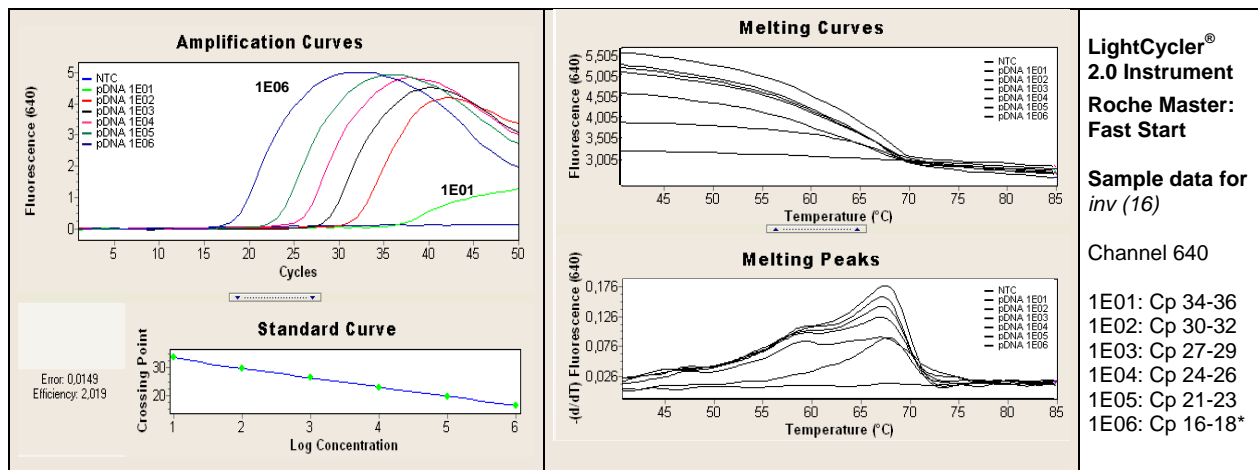 Amplification Curves
Fluorescence (640)
5
4
3
2
1
0
NTC
pDNA 1E01
pDNA 1E02
pDNA 1E03
pDNA 1E04
pDNA 1E05
pDNA 1E06
1E06
1E01
5 10 15 20 25 30 35 40 45 50
Cycles
Error: 0,0149
Efficiency: 2,019
Standard Curve
Crossing Point
30
20
1 2 3 4 5 6
Log Concentration
Melting Curves
Fluorescence (640)
5,505
5,005
4,505
4,005
3,505
3,005
NTC
pDNA 1E01
pDNA 1E02
pDNA 1E03
pDNA 1E04
pDNA 1E05
pDNA 1E06
45 50 55 60 65 70 75 80 85
Temperature (°C)
Melting Peaks
-(d/dT) Fluorescence (640)
0,176
0,126
0,076
0,026
NTC
pDNA 1E01
pDNA 1E02
pDNA 1E03
pDNA 1E04
pDNA 1E05
pDNA 1E06
45 50 55 60 65 70 75 80 85
Temperature (°C)
LightCycler®
2.0 Instrument
Roche Master:
Fast Start
Sample data for
inv (16)
Channel 640
1E01: Cp 34-36
1E02: Cp 30-32
1E03: Cp 27-29
1E04: Cp 24-26
1E05: Cp 21-23
1E06: Cp 16-18*